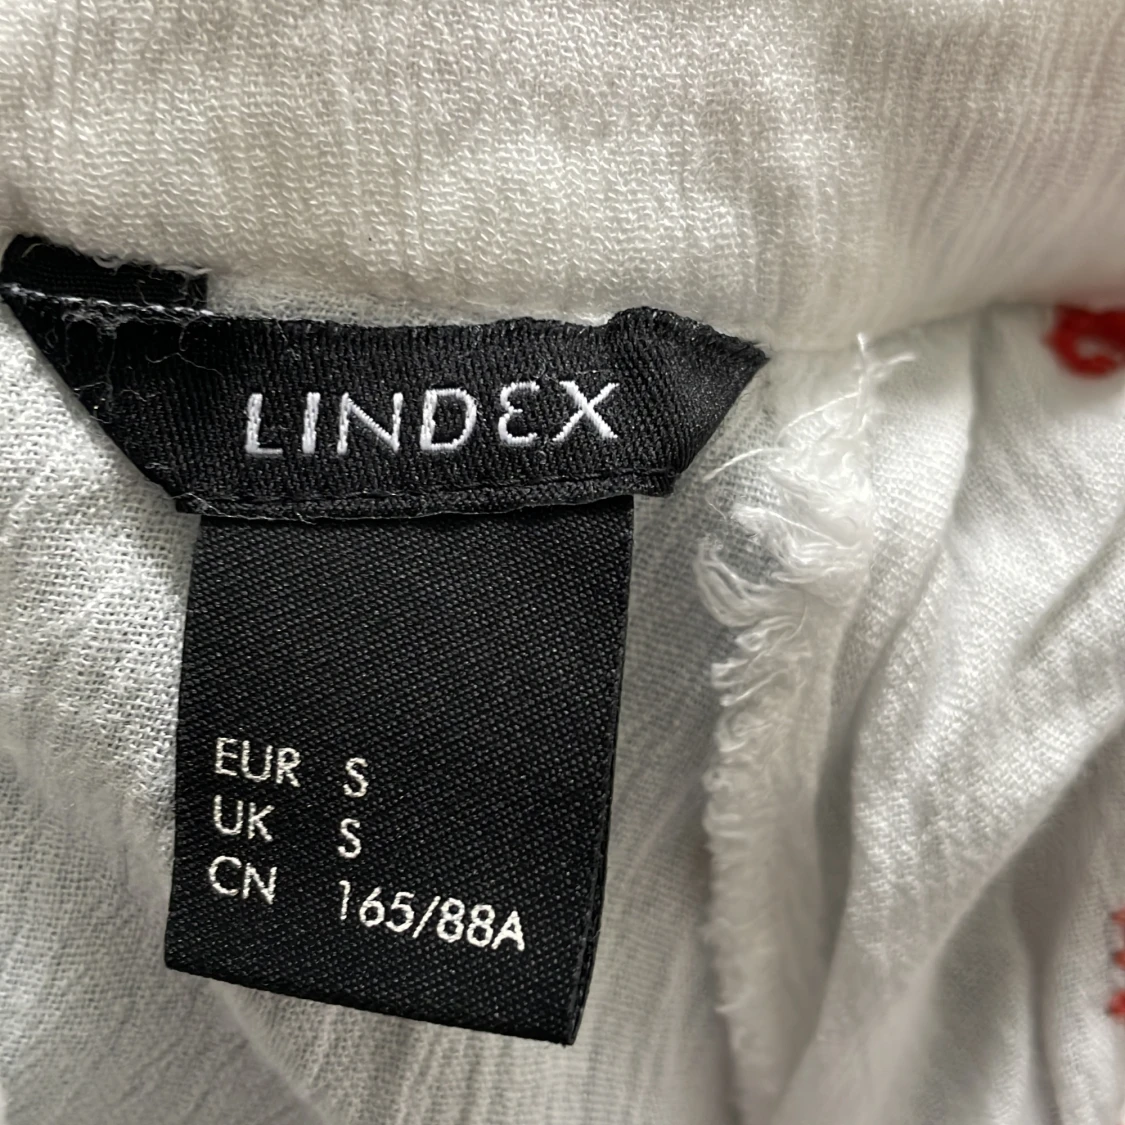 LINDEX
EUR S
UK S
CN 165/88A